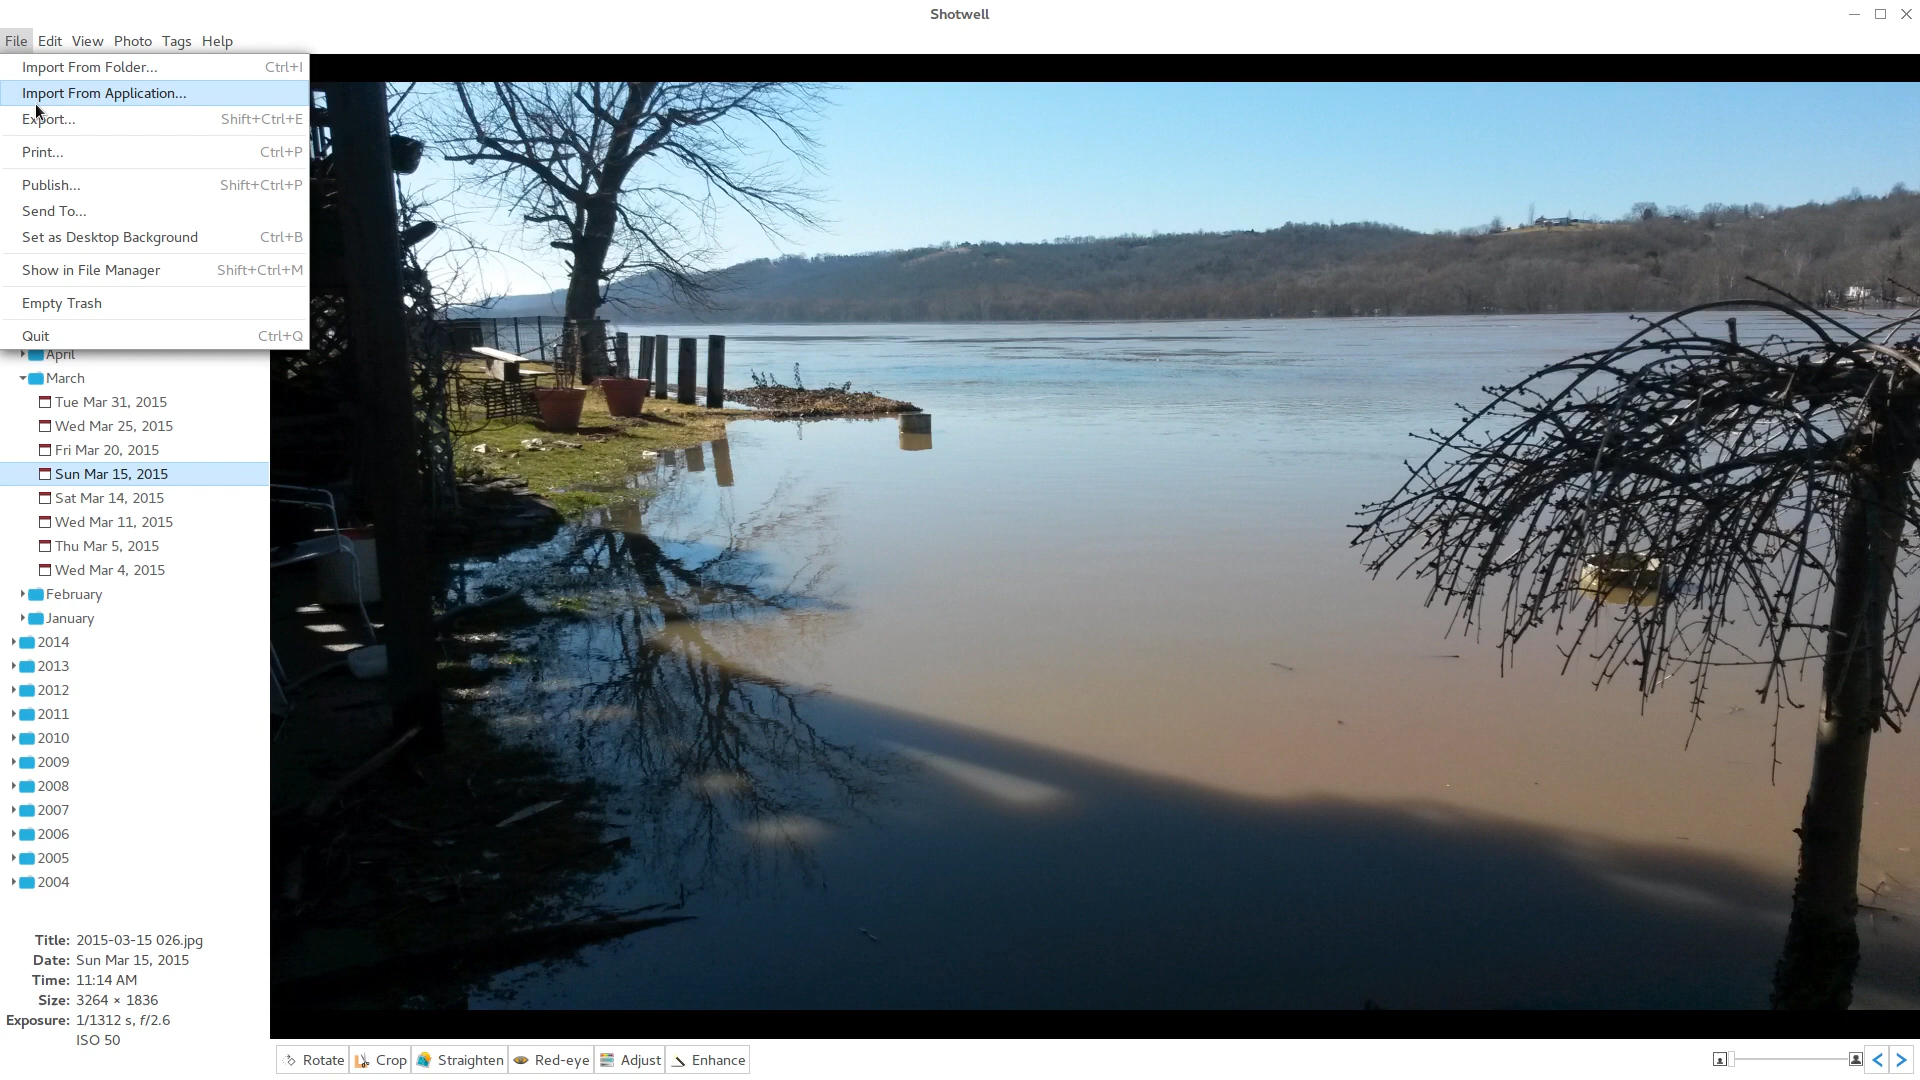 Shotwell
File Edit View Photo Tags Help
Import From Folder... Ctrl+I
Import From Application...
Export... Shift+Ctrl+E
Print... Ctrl+P
Publish... Shift+Ctrl+P
Send To...
Set as Desktop Background Ctrl+B
Show in File Manager Shift+Ctrl+M
Empty Trash
Quit Ctrl+Q
April
March
Tue Mar 31, 2015
Wed Mar 25, 2015
Fri Mar 20, 2015
Sun Mar 15, 2015
Sat Mar 14, 2015
Wed Mar 11, 2015
Thu Mar 5, 2015
Wed Mar 4, 2015
February
January
2014
2013
2012
2011
2010
2009
2008
2007
2006
2005
2004
Title: 2015-03-15 026.jpg
Date: Sun Mar 15, 2015
Time: 11:14 AM
Size: 3264 × 1836
Exposure: 1/1312 s, f/2.6
ISO 50
Rotate Crop Straighten Red-eye Adjust Enhance